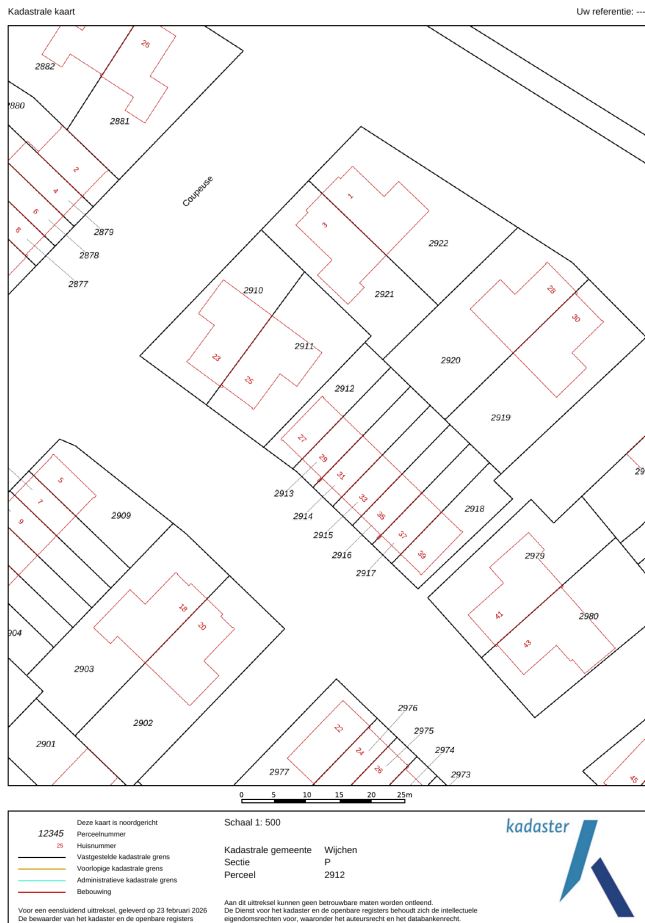 Kadastrale kaart
Uw referentie: ---
2882
26
2881
2880
2
4
6
8
2879
2878
2877
Coupeuse
1
3
2922
2921
2910
2911
23
25
28
30
2920
2919
2912
27
29
31
33
35
37
39
2913
2914
2915
2916
2917
2918
29
5
7
9
2909
2979
41
43
2980
18
20
2903
2902
2904
2901
22
24
26
2976
2975
2974
2973
2977
45
0 5 10 15 20 25m
Deze kaart is noordgericht
12345 Perceelnummer
25 Huisnummer
Vastgestelde kadastrale grens
Voorlopige kadastrale grens
Administratieve kadastrale grens
Bebouwing
Voor een eensluidend uittreksel, geleverd op 23 februari 2026
De bewaarder van het kadaster en de openbare registers
Schaal 1: 500
Kadastrale gemeente Wijchen
Sectie P
Perceel 2912
Aan dit uittreksel kunnen geen betrouwbare maten worden ontleend.
De Dienst voor het kadaster en de openbare registers behoudt zich de intellectuele
eigendomsrechten voor, waaronder het auteursrecht en het databankenrecht.
kadaster